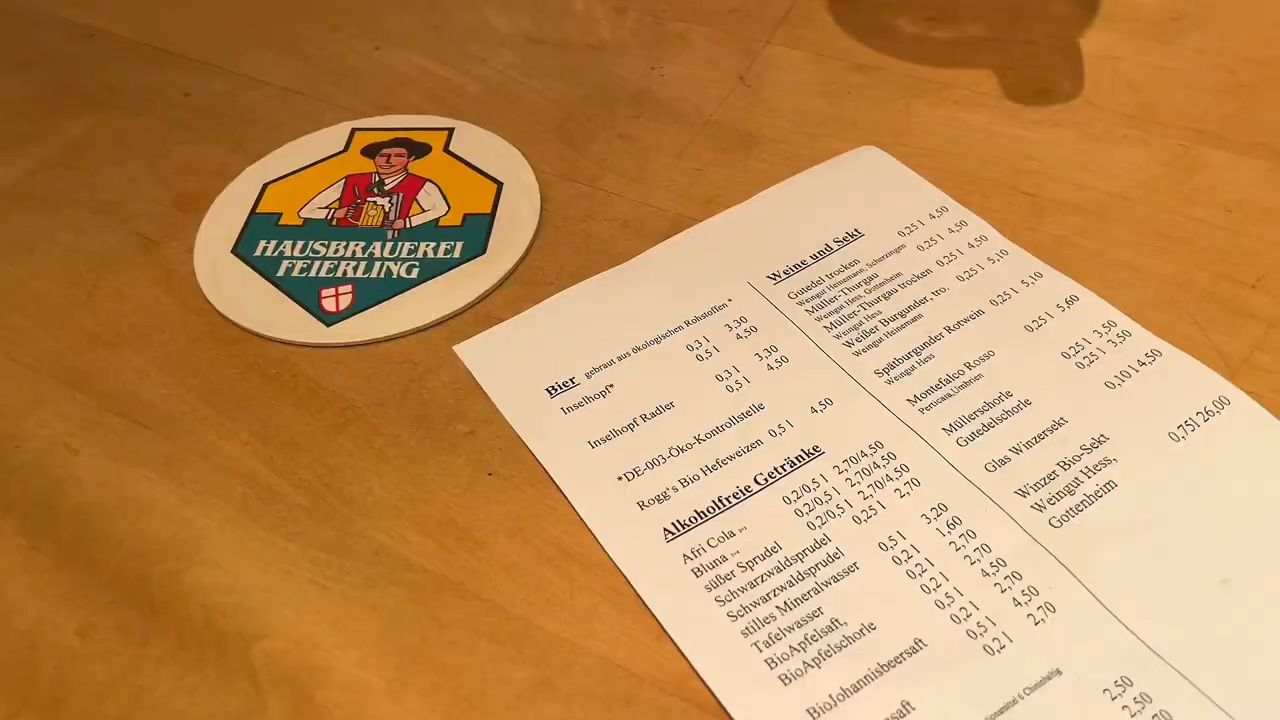 HAUSBRAUEREI
FEIERLING
Bier gebraut aus ökologischen Rohstoffen *
Inselhopf* 0,3 l 3,30
0,5 l 4,50
Inselhopf Radler 0,3 l 3,30
0,5 l 4,50
*DE-003-Öko-Kontrollstelle
Rogg's Bio Hefeweizen 0,5 l 4,50
Alkoholfreie Getränke
Afri Cola 0,2/0,5 l 2,70/4,50
Bluna 0,2/0,5 l 2,70/4,50
süßer Sprudel 0,2/0,5 l 2,70/4,50
Schwarzwaldsprudel 0,25 l 2,70
Schwarzwaldsprudel
stilles Mineralwasser 0,5 l 3,20
Tafelwasser 0,2 l 1,60
BioApfelsaft, 0,2 l 2,70
BioApfelschorle 0,2 l 2,70
0,5 l 4,50
BioJohannisbeersaft 0,2 l 2,70
0,5 l 4,50
0,2 l 2,70
2,50
2,50
Weine und Sekt
Gutedel trocken 0,25 l 4,50
Weingut Heinemann, Scherzingen
Müller-Thurgau 0,25 l 4,50
Weingut Hess, Gottenheim
Müller-Thurgau trocken 0,25 l 4,50
Weingut Hess
Weißer Burgunder, tro. 0,25 l 5,10
Weingut Heinemann
Spätburgunder Rotwein 0,25 l 5,10
Weingut Hess
Montefalco Rosso 0,25 l 5,60
Perticaia,Umbrien
Müllerschorle 0,25 l 3,50
Gutedelschorle 0,25 l 3,50
Glas Winzersekt 0,10 l 4,50
Winzer Bio-Sekt 0,75l 26,00
Weingut Hess,
Gottenheim